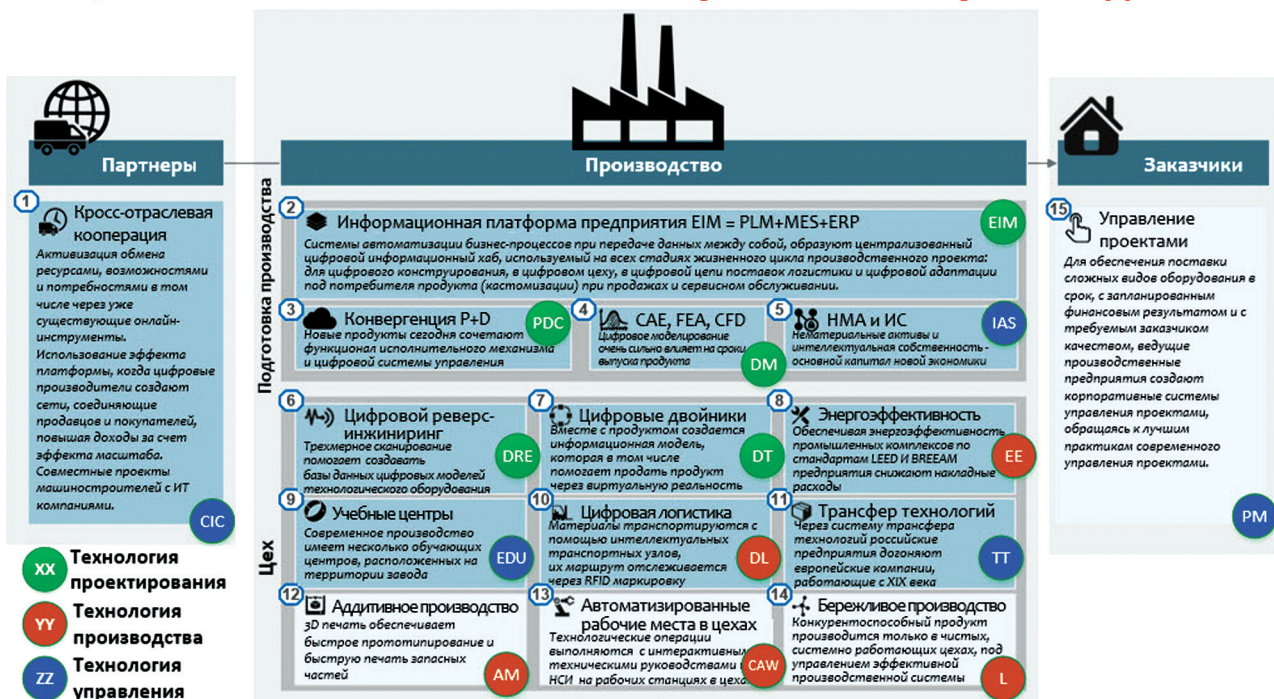 Партнеры
Производство
Заказчики
1
Кросс-отраслевая
кооперация
Активизация обмена
ресурсами, возможностями
и потребностями в том
числе через уже
существующие онлайн-
инструменты.
Использование эффекта
платформы, когда цифровые
производители создают
сети, соединяющие
продавцов и покупателей,
повышая доходы за счет
эффекта масштаба.
Совместные проекты
машиностроителей с ИТ
компаниями.
CIC
XX Технология
проектирования
YY Технология
производства
ZZ Технология
управления
Подготовка производства
2
Информационная платформа предприятия EIM = PLM+MES+ERP
EIM
Системы автоматизации бизнес-процессов при передаче данных между собой, образуют централизованный
цифровой информационный хаб, используемый на всех стадиях жизненного цикла производственного проекта:
для цифрового конструирования, в цифровом цеху, в цифровой цепи поставок логистики и цифровой адаптации
под потребителя продукта (кастомизации) при продажах и сервисном обслуживании.
3
Конвергенция P+D
PDC
Новые продукты сегодня сочетают
функционал исполнительного механизма
и цифровой системы управления
4
CAE, FEA, CFD
Цифровое моделирование
очень сильно влияет на сроки
выпуска продукта
DM
5
НМА и ИС
IAS
Нематериальные активы и
интеллектуальная собственность -
основной капитал новой экономики
Цех
6
Цифровой реверс-
инжиниринг
Трехмерное сканирование
помогает создавать
базы данных цифровых моделей
технологического оборудования
DRE
7
Цифровые двойники
Вместе с продуктом создается
информационная модель,
которая в том числе
помогает продать продукт
через виртуальную реальность
DT
8
Энергоэффективность
Обеспечивая энергоэффективность
промышленных комплексов по
стандартам LEED И BREEAM
предприятия снижают накладные
расходы
EE
9
Учебные центры
Современное производство
имеет несколько обучающих
центров, расположенных на
территории завода
EDU
10
Цифровая логистика
Материалы транспортируются с
помощью интеллектуальных
транспортных узлов,
их маршрут отслеживается
через RFID маркировку
DL
11
Трансфер технологий
Через систему трансфера
технологий российские
предприятия догоняют
европейские компании,
работающие с XIX века
TT
12
Аддитивное производство
3D печать обеспечивает
быстрое прототипирование и
быструю печать запасных
частей
AM
13
Автоматизированные
рабочие места в цехах
Технологические операции
выполняются с интерактивным
техническими руководствами
НСИ на рабочих станциях в цехах
CAW
14
Бережливое производство
Конкурентоспособный продукт
производится только в чистых,
системно работающих цехах, под
управлением эффективной
производственной системы
L
15
Управление
проектами
Для обеспечения поставки
сложных видов оборудования в
срок, с запланированным
финансовым результатом и с
требуемым заказчиком
качеством, ведущие
производственные
предприятия создают
корпоративные системы
управления проектами,
обращаясь к лучшим
практикам современного
управления проектами.
PM